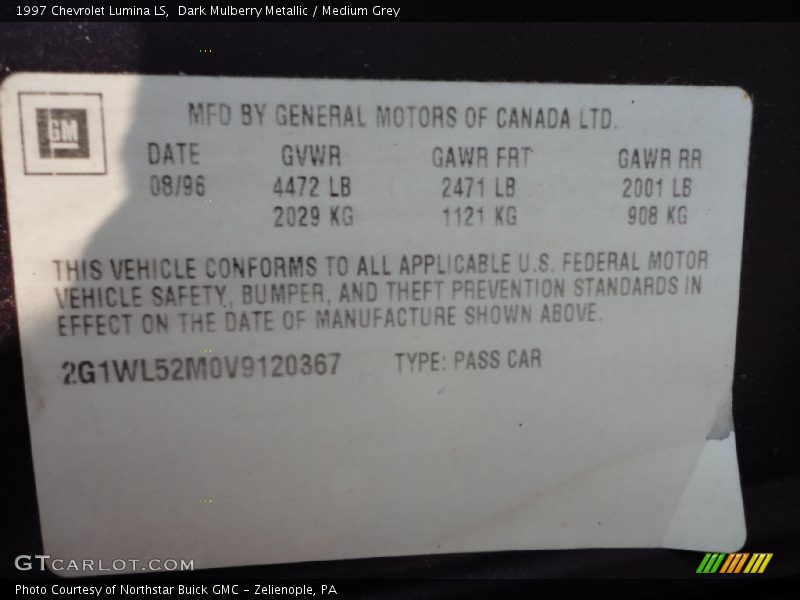 1997 Chevrolet Lumina LS,  Dark Mulberry Metallic / Medium Grey
MFD BY GENERAL MOTORS OF CANADA LTD.
GM
DATE GVWR GAWR FRT GAWR RR
08/96 4472 LB 2471 LB 2001 LB
2029 KG 1121 KG 908 KG
THIS VEHICLE CONFORMS TO ALL APPLICABLE U.S. FEDERAL MOTOR
VEHICLE SAFETY, BUMPER, AND THEFT PREVENTION STANDARDS IN
EFFECT ON THE DATE OF MANUFACTURE SHOWN ABOVE.
2G1WL52M0V9120367 TYPE: PASS CAR
GTCARLOT.COM
Photo Courtesy of Northstar Buick GMC - Zelienople, PA